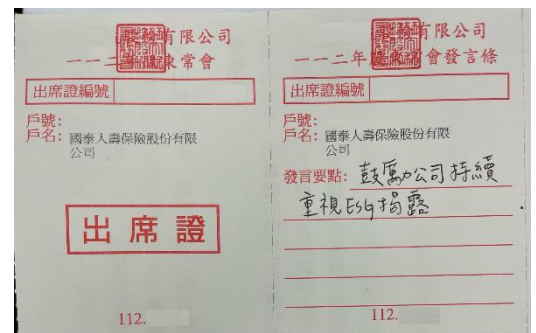 有限公司
一一二
東常會
出席證編號
戶號:
戶名: 國泰人壽保險股份有限
公司
出席證
112.
有限公司
一一二年
會發言條
出席證編號
戶號:
戶名: 國泰人壽保險股份有限
公司
發言要點: 鼓勵公司持續
重視ESG揭露
112.